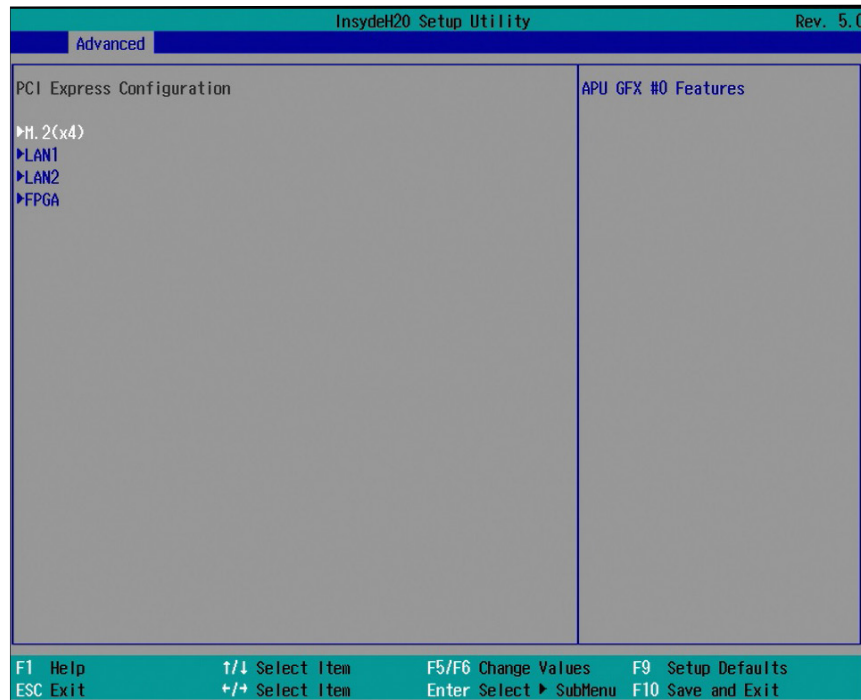 InsydeH20 Setup Utility Rev. 5.0
Advanced
PCI Express Configuration
APU GFX #0 Features
►M.2(x4)
►LAN1
►LAN2
►FPGA
F1 Help ↑/↓ Select Item F5/F6 Change Values F9 Setup Defaults
ESC Exit ←/→ Select Item Enter Select ► SubMenu F10 Save and Exit